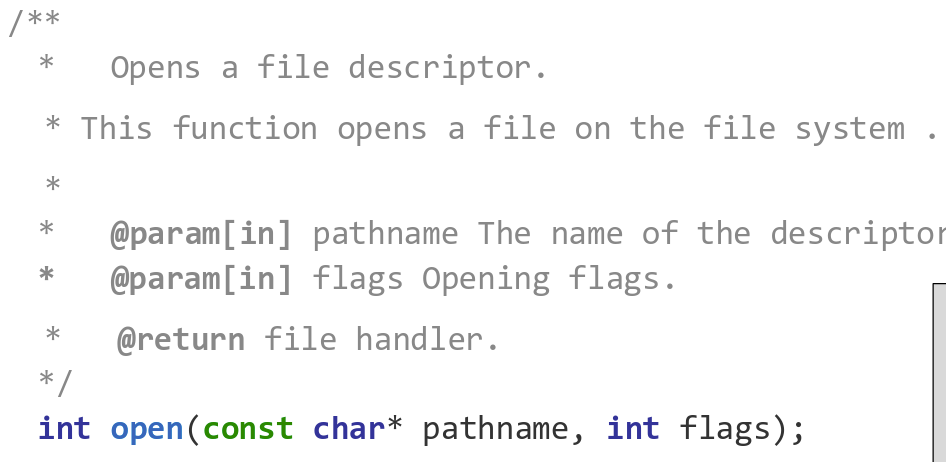 /**
* Opens a file descriptor.
* This function opens a file on the file system .
*
* @param[in] pathname The name of the descriptor
* @param[in] flags Opening flags.
* @return file handler.
*/
int open(const char* pathname, int flags);